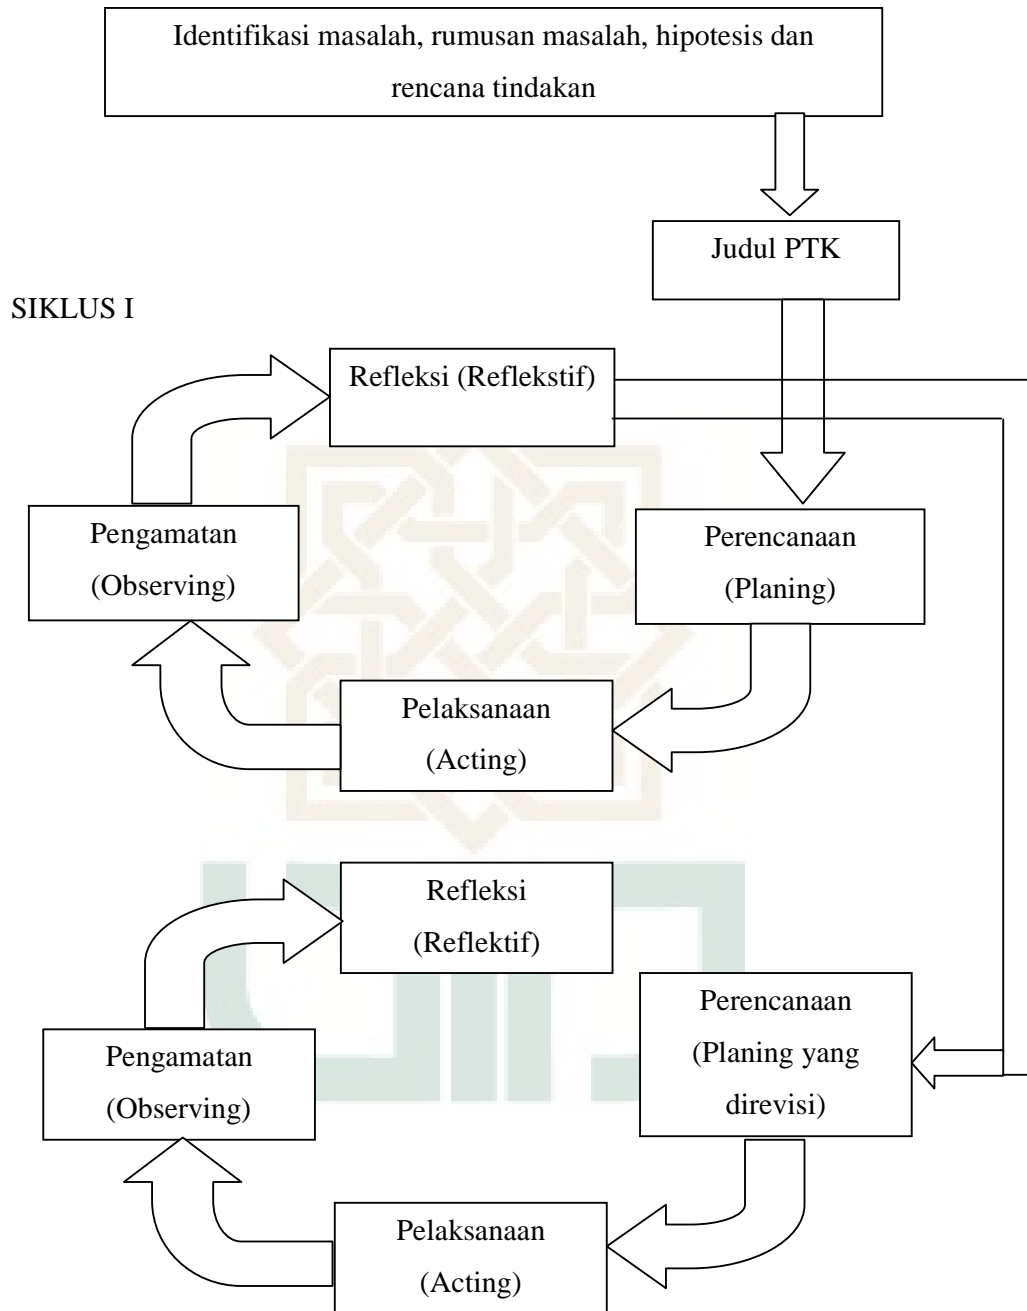 Identifikasi masalah, rumusan masalah, hipotesis dan
rencana tindakan
Judul PTK
SIKLUS I
Refleksi (Reflekstif)
Pengamatan
(Observing)
Perencanaan
(Planing)
Pelaksanaan
(Acting)
Refleksi
(Reflektif)
Perencanaan
(Planing yang
direvisi)
Pengamatan
(Observing)
Pelaksanaan
(Acting)